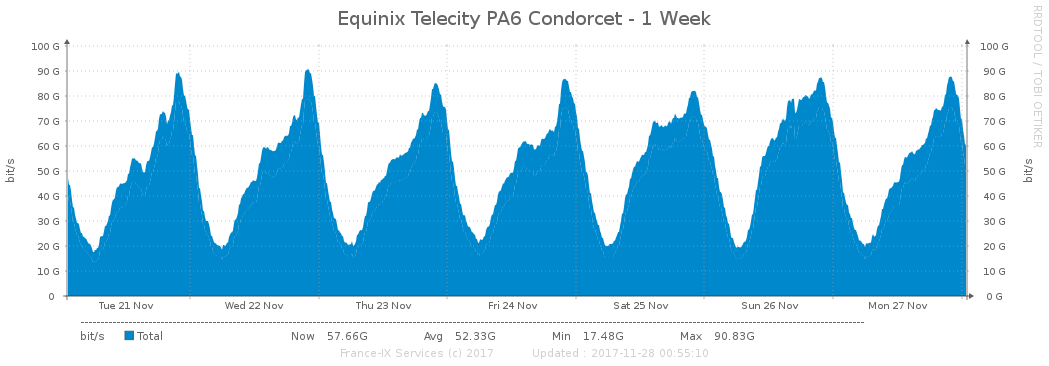 Equinix Telecity PA6 Condorcet - 1 Week
RRDTOOL / TOBI OETIKER
100 G 100 G
90 G 90 G
80 G 80 G
70 G 70 G
60 G 60 G
50 G 50 G
40 G 40 G
30 G 30 G
20 G 20 G
10 G 10 G
0 0 G
bit/s bit/s
Tue 21 Nov Wed 22 Nov Thu 23 Nov Fri 24 Nov Sat 25 Nov Sun 26 Nov Mon 27 Nov
bit/s Total Now 57.66G Avg 52.33G Min 17.48G Max 90.83G
France-IX Services (c) 2017 Updated : 2017-11-28 00:55:10